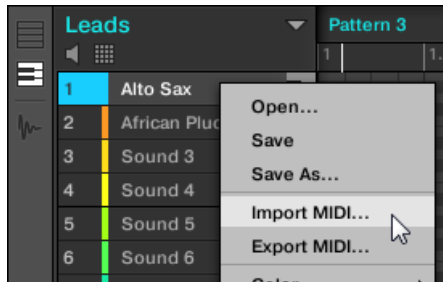 Leads
Pattern 3
1
1.
1 Alto Sax
2 African Pluc
3 Sound 3
4 Sound 4
5 Sound 5
6 Sound 6
Open...
Save
Save As...
Import MIDI...
Export MIDI...